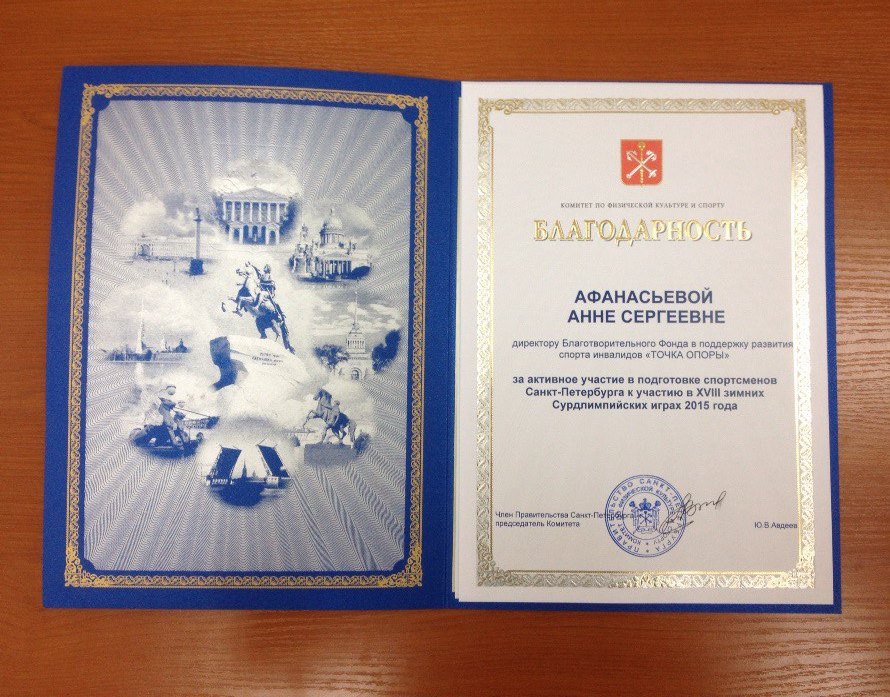 КОМИТЕТ ПО ФИЗИЧЕСКОЙ КУЛЬТУРЕ И СПОРТУ
БЛАГОДАРНОСТЬ
АФАНАСЬЕВОЙ
АННЕ СЕРГЕЕВНЕ
директору Благотворительного Фонда в поддержку развития
спорта инвалидов «ТОЧКА ОПОРЫ»
за активное участие в подготовке спортсменов
Санкт-Петербурга к участию в XVIII зимних
Сурдлимпийских играх 2015 года
Член Правительства Санкт-Петербурга
председатель Комитета
Ю.В.Авдеев